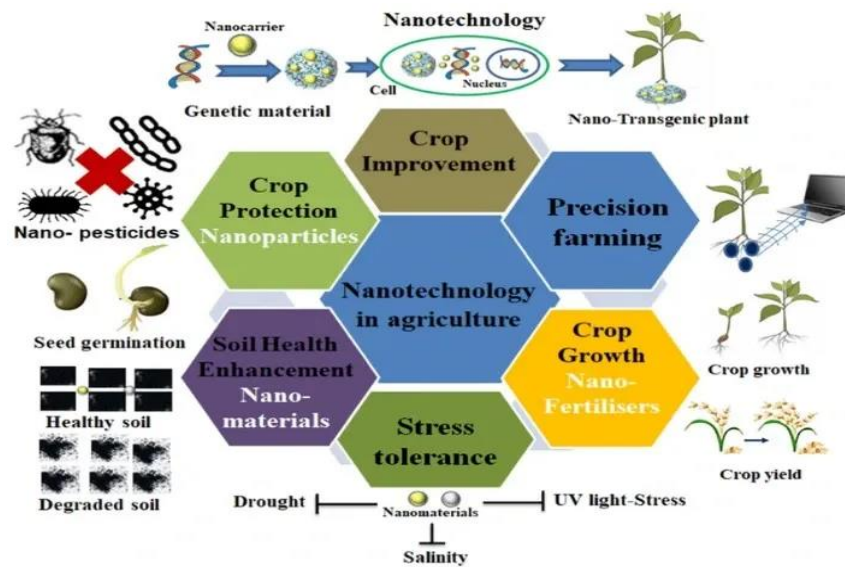 Nanotechnology
Nanocarrier
Cell
Nucleus
Genetic material
Nano-Transgenic plant
Crop
Improvement
Crop
Protection
Nanoparticles
Precision
farming
Nano- pesticides
Nanotechnology
in agriculture
Seed germination
Soil Health
Enhancement
Nano-
materials
Crop
Growth
Nano-
Fertilisers
Crop growth
Healthy soil
Stress
tolerance
Crop yield
Degraded soil
Drought
Nanomaterials
UV light-Stress
Salinity